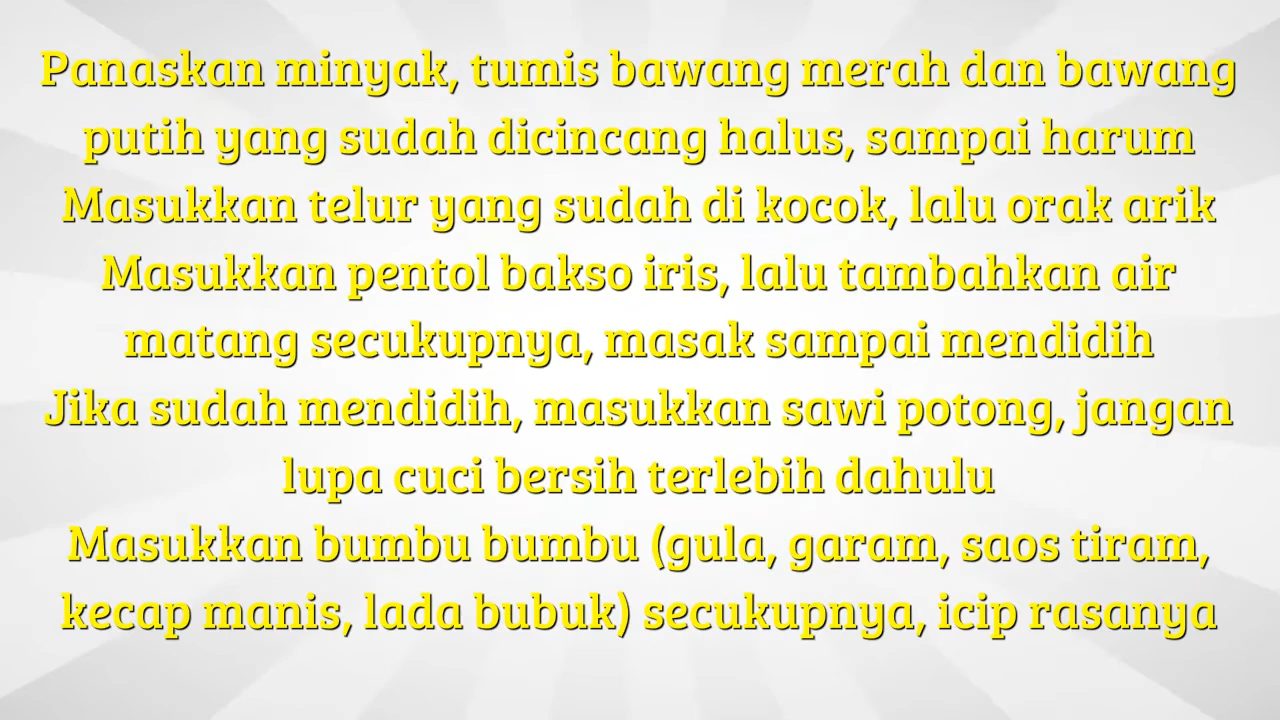 Panaskan minyak, tumis bawang merah dan bawang
putih yang sudah dicincang halus, sampai harum
Masukkan telur yang sudah di kocok, lalu orak arik
Masukkan pentol bakso iris, lalu tambahkan air
matang secukupnya, masak sampai mendidih
Jika sudah mendidih, masukkan sawi potong, jangan
lupa cuci bersih terlebih dahulu
Masukkan bumbu bumbu (gula, garam, saos tiram,
kecap manis, lada bubuk) secukupnya, icip rasanya